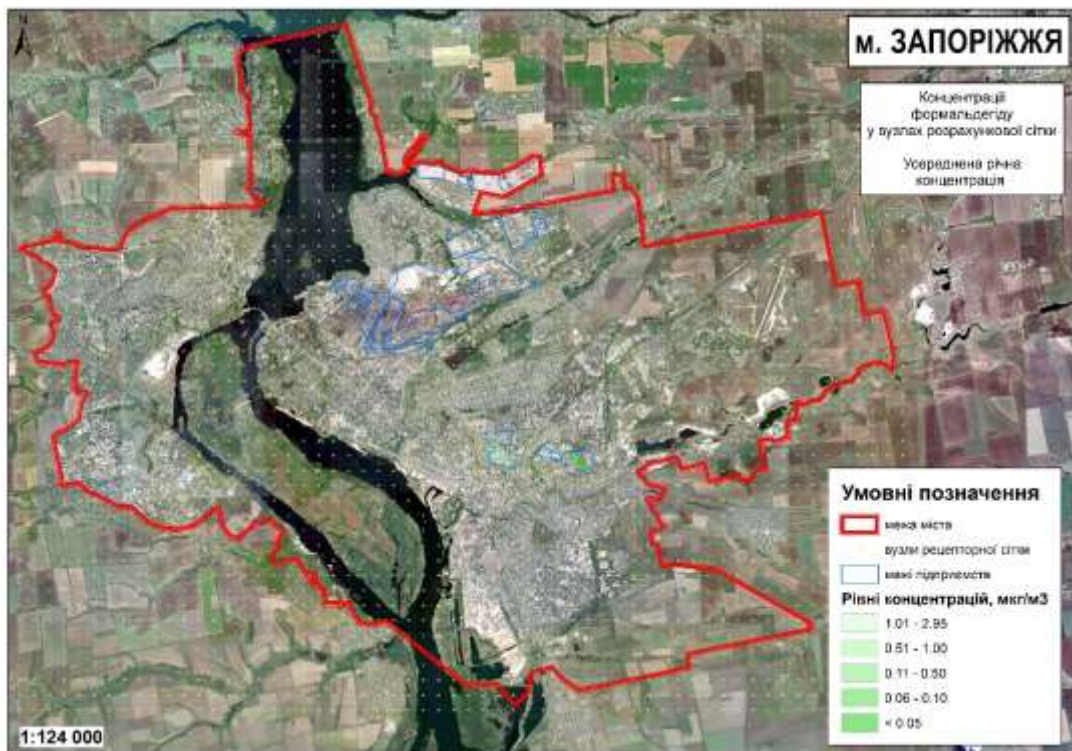 м. ЗАПОРІЖЖЯ
Концентрації
формальдегіду
у вузлах розрахункової сітки
Усереднена річна
концентрація
Умовні позначення
межа міста
вузли рецепторної сітки
межі підприємств
Рівні концентрацій, мкг/м3
1.01 - 2.95
0.51 - 1.00
0.11 - 0.50
0.06 - 0.10
< 0.05
1:124 000